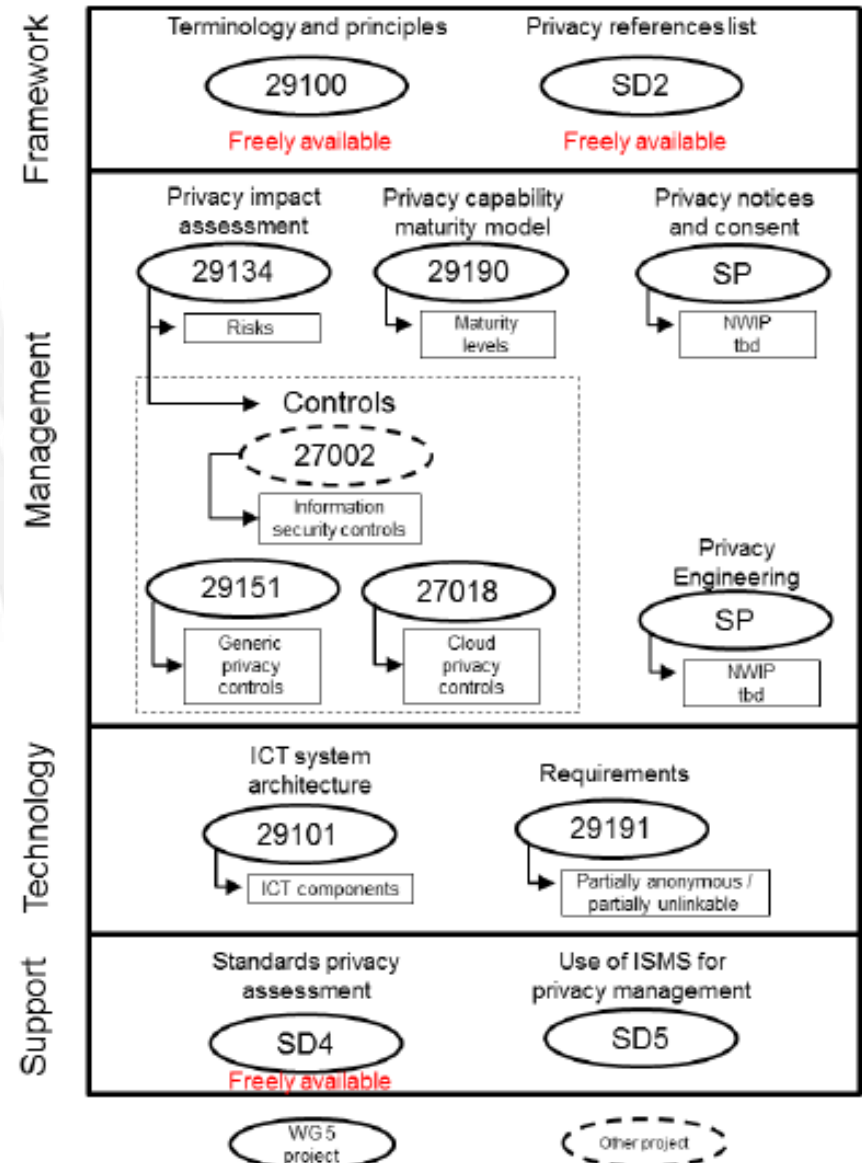 Framework
Terminology and principles
Privacy references list
29100
SD2
Freely available
Freely available
Management
Privacy impact
assessment
Privacy capability
maturity model
Privacy notices
and consent
29134
29190
SP
Risks
Maturity
levels
NWIP
tbd
Controls
27002
Information
security controls
29151
27018
Generic
privacy
controls
Cloud
privacy
controls
Privacy
Engineering
SP
NWIP
tbd
Technology
ICT system
architecture
Requirements
29101
29191
ICT components
Partially anonymous /
partially unlinkable
Support
Standards privacy
assessment
Use of ISMS for
privacy management
SD4
SD5
Freely available
WG 5
project
Other project